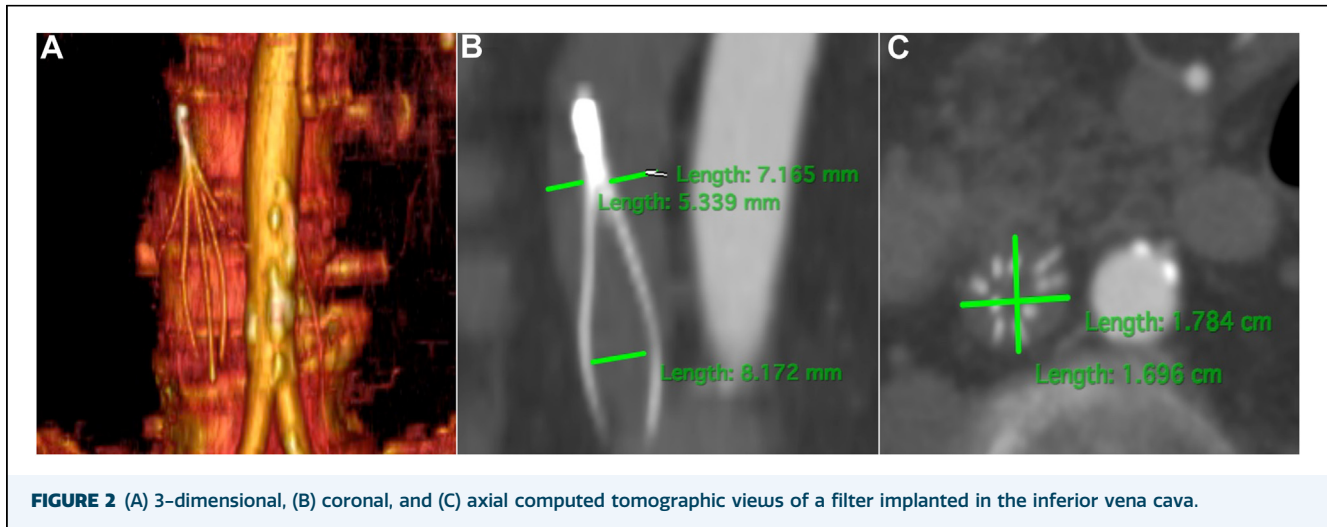 A
B
C
Length: 7.165 mm
Length: 5.339 mm
Length: 8.172 mm
Length: 1.784 cm
Length: 1.696 cm
FIGURE 2 (A) 3-dimensional, (B) coronal, and (C) axial computed tomographic views of a filter implanted in the inferior vena cava.